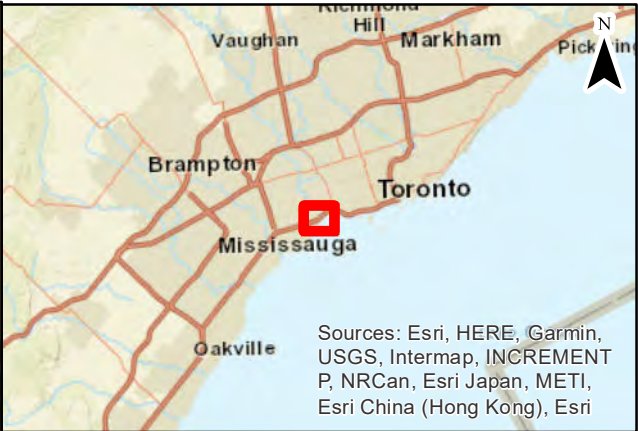 Richmond
Hill
N
Vaughan
Markham
Brampton
Toronto
Mississauga
Oakville
Sources: Esri, HERE, Garmin,
USGS, Intermap, INCREMENT
P, NRCan, Esri Japan, METI,
Esri China (Hong Kong), Esri